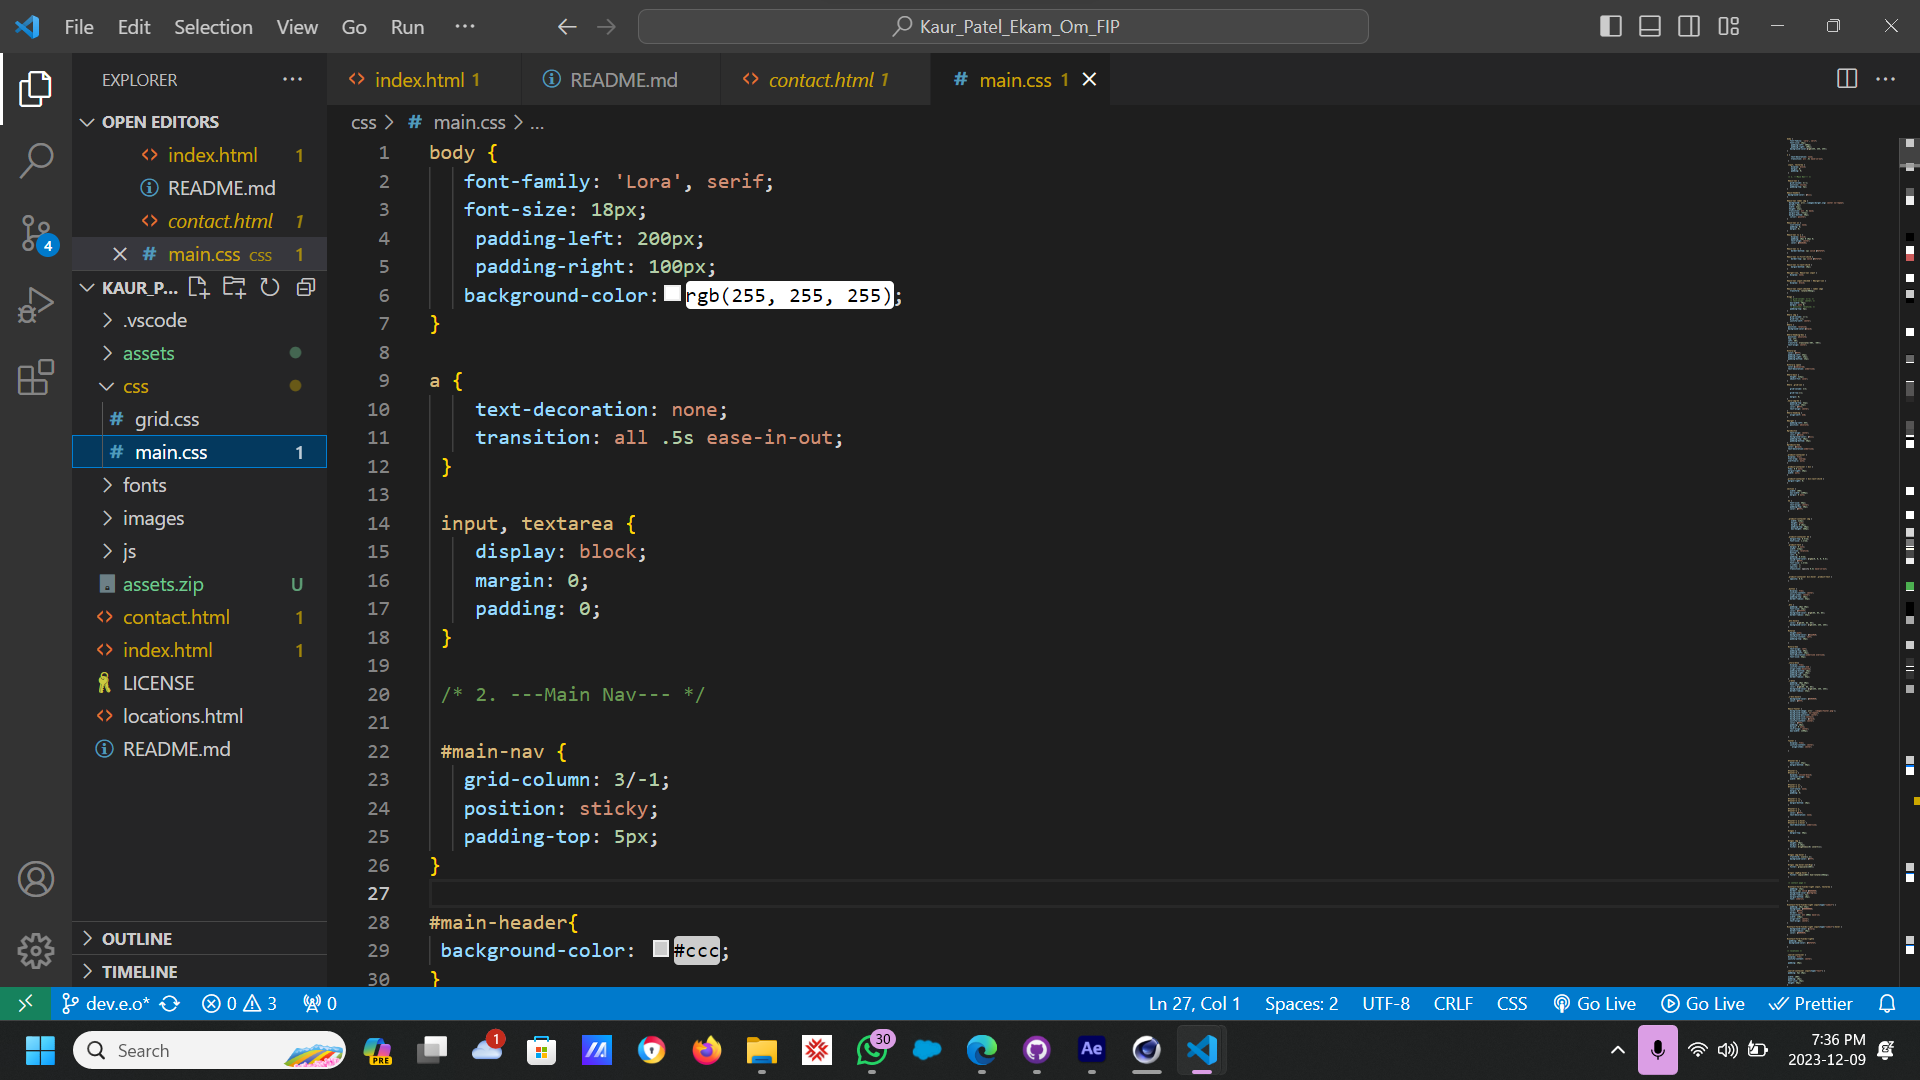 File Edit Selection View Go Run ··· Kaur_Patel_Ekam_Om_FIP
EXPLORER ··· index.html 1 README.md contact.html 1 main.css 1
OPEN EDITORS
index.html 1
README.md
contact.html 1
main.css css 1
4
KAUR_P...
.vscode
assets
css
grid.css
main.css 1
fonts
images
js
assets.zip U
contact.html 1
index.html 1
LICENSE
locations.html
README.md
OUTLINE
TIMELINE
css > # main.css > ...
1 body {
2 font-family: 'Lora', serif;
3 font-size: 18px;
4 padding-left: 200px;
5 padding-right: 100px;
6 background-color: rgb(255, 255, 255);
7 }
8
9 a {
10 text-decoration: none;
11 transition: all .5s ease-in-out;
12 }
13
14 input, textarea {
15 display: block;
16 margin: 0;
17 padding: 0;
18 }
19
20 /* 2. ---Main Nav--- */
21
22 #main-nav {
23 grid-column: 3/-1;
24 position: sticky;
25 padding-top: 5px;
26 }
27
28 #main-header{
29 background-color: #ccc;
30 }
dev.e.o* 0 3 0 Ln 27, Col 1 Spaces: 2 UTF-8 CRLF CSS Go Live Go Live Prettier
Search PRE 1 30 Ae 7:36 PM
2023-12-09